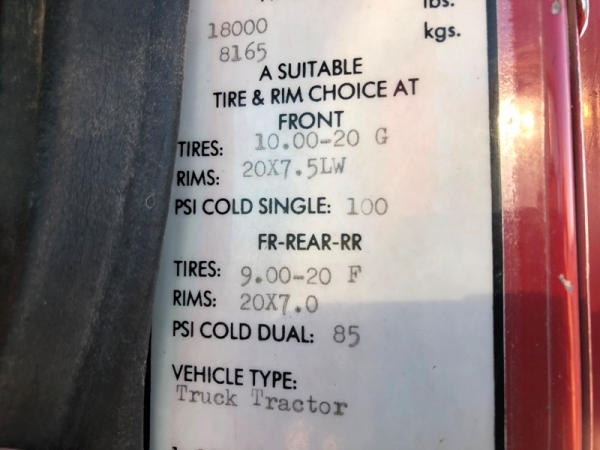 lbs.
18000 kgs.
8165
A SUITABLE
TIRE & RIM CHOICE AT
FRONT
TIRES: 10.00-20 G
RIMS: 20X7.5LW
PSI COLD SINGLE: 100
FR-REAR-RR
TIRES: 9.00-20 F
RIMS: 20X7.0
PSI COLD DUAL: 85
VEHICLE TYPE:
Truck Tractor